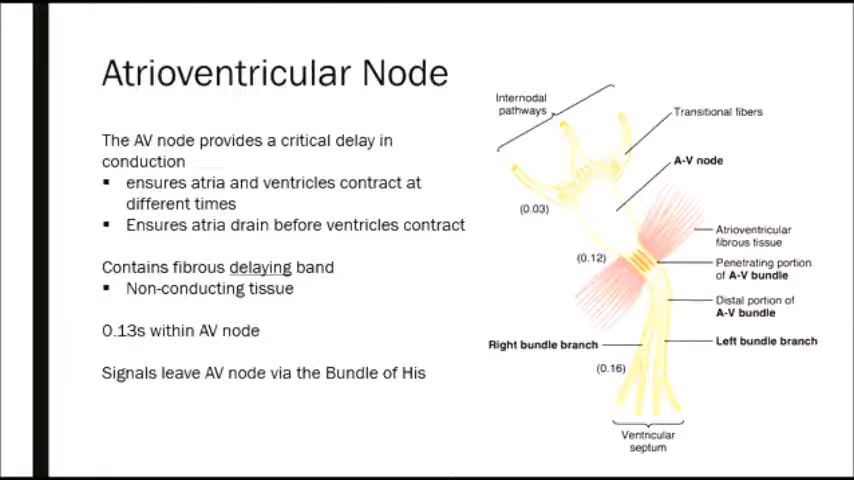 Atrioventricular Node
The AV node provides a critical delay in
conduction
▪ ensures atria and ventricles contract at
different times
▪ Ensures atria drain before ventricles contract
Contains fibrous delaying band
▪ Non-conducting tissue
0.13s within AV node
Signals leave AV node via the Bundle of His
Internodal
pathways
Transitional fibers
A-V node
(0.03)
Atrioventricular
fibrous tissue
(0.12)
Penetrating portion
of A-V bundle
Distal portion of
A-V bundle
Right bundle branch
Left bundle branch
(0.16)
Ventricular
septum